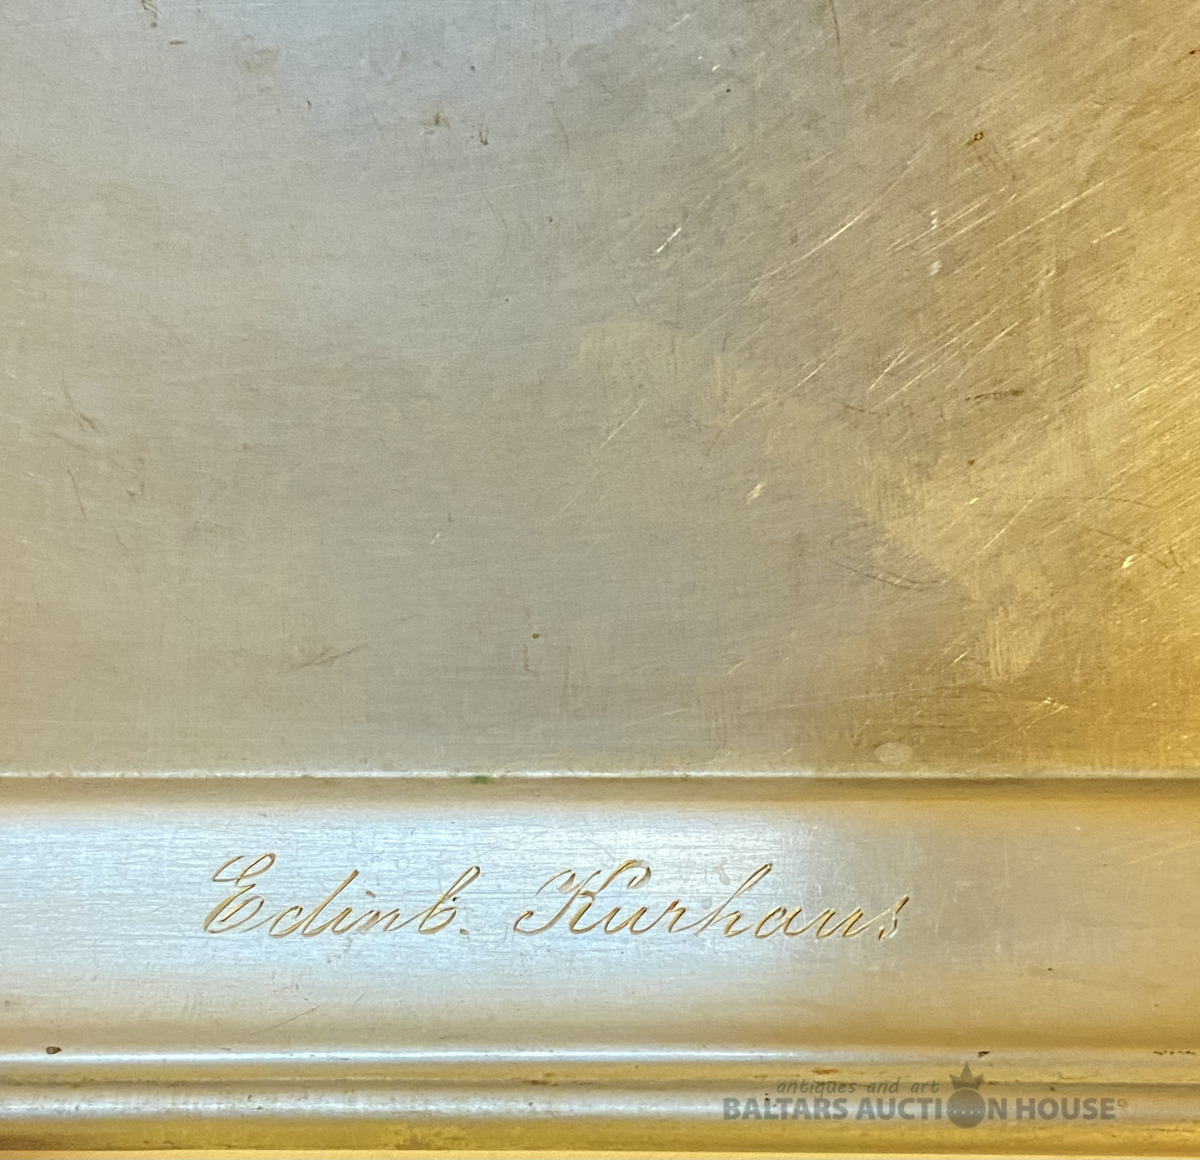 Edinb. Kurhaus
antiques and art
BALTARS AUCTION HOUSE